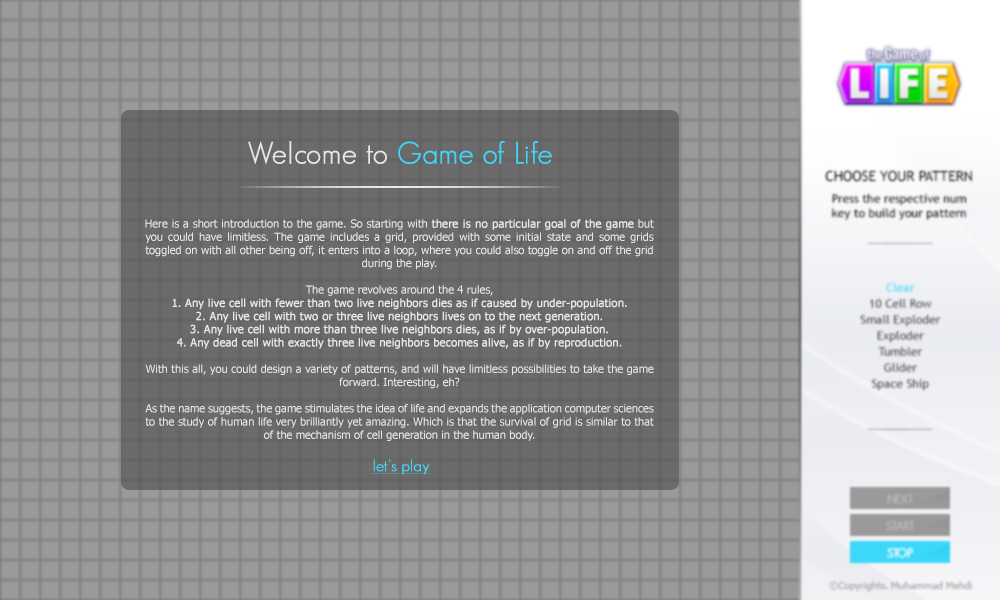 Welcome to Game of Life
Here is a short introduction to the game. So starting with there is no particular goal of the game but
you could have limitless. The game includes a grid, provided with some initial state and some grids
toggled on with all other being off, it enters into a loop, where you could also toggle on and off the grid
during the play.
The game revolves around the 4 rules,
1. Any live cell with fewer than two live neighbors dies as if caused by under-population.
2. Any live cell with two or three live neighbors lives on to the next generation.
3. Any live cell with more than three live neighbors dies, as if by over-population.
4. Any dead cell with exactly three live neighbors becomes alive, as if by reproduction.
With this all, you could design a variety of patterns, and will have limitless possibilities to take the game
forward. Interesting, eh?
As the name suggests, the game stimulates the idea of life and expands the application computer sciences
to the study of human life very brilliantly yet amazing. Which is that the survival of grid is similar to that
of the mechanism of cell generation in the human body.
let's play
the Game of
LIFE
CHOOSE YOUR PATTERN
Press the respective num
key to build your pattern
Clear
10 Cell Row
Small Exploder
Exploder
Tumbler
Glider
Space Ship
NEXT
START
STOP
©Copyrights. Muhammad Mehdi